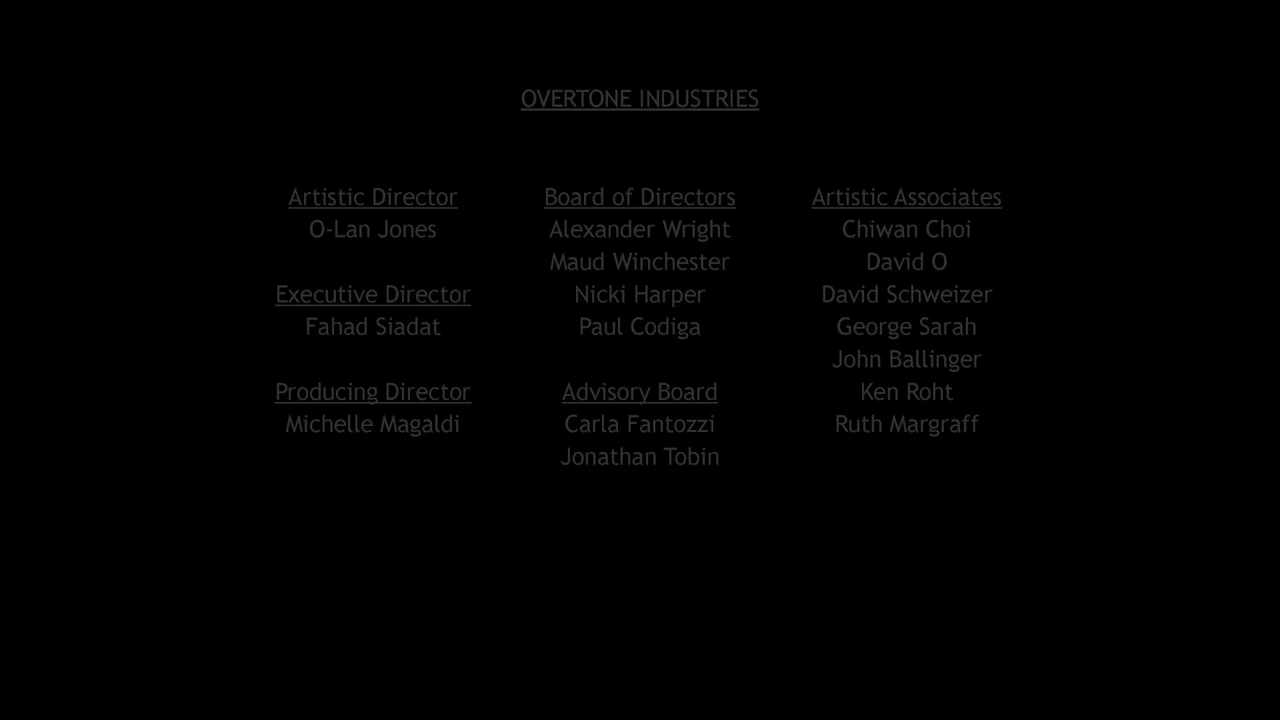 OVERTONE INDUSTRIES
Artistic Director
O-Lan Jones
Executive Director
Fahad Siadat
Producing Director
Michelle Magaldi
Board of Directors
Alexander Wright
Maud Winchester
Nicki Harper
Paul Codiga
Advisory Board
Carla Fantozzi
Jonathan Tobin
Artistic Associates
Chiwan Choi
David O
David Schweizer
George Sarah
John Ballinger
Ken Roht
Ruth Margraff